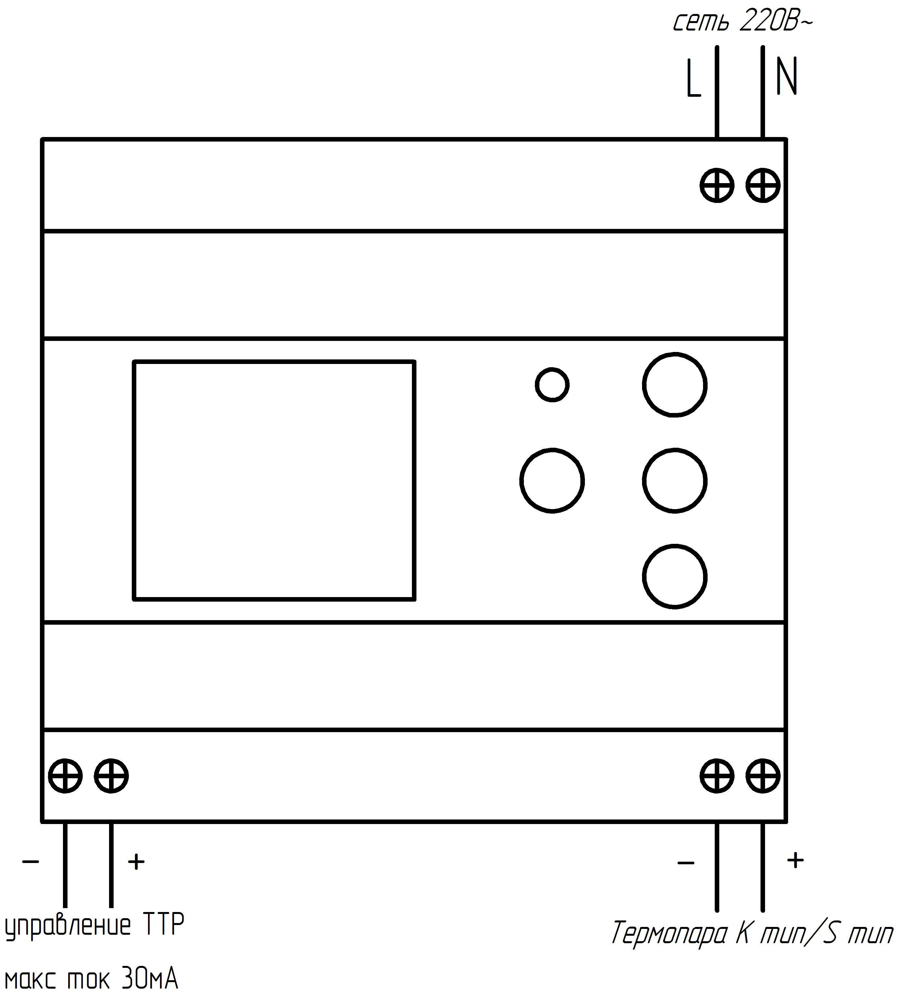 сеть 220В~
L N
- +
- +
управление ТТР
Термопара К тип/S тип
макс ток 30мА